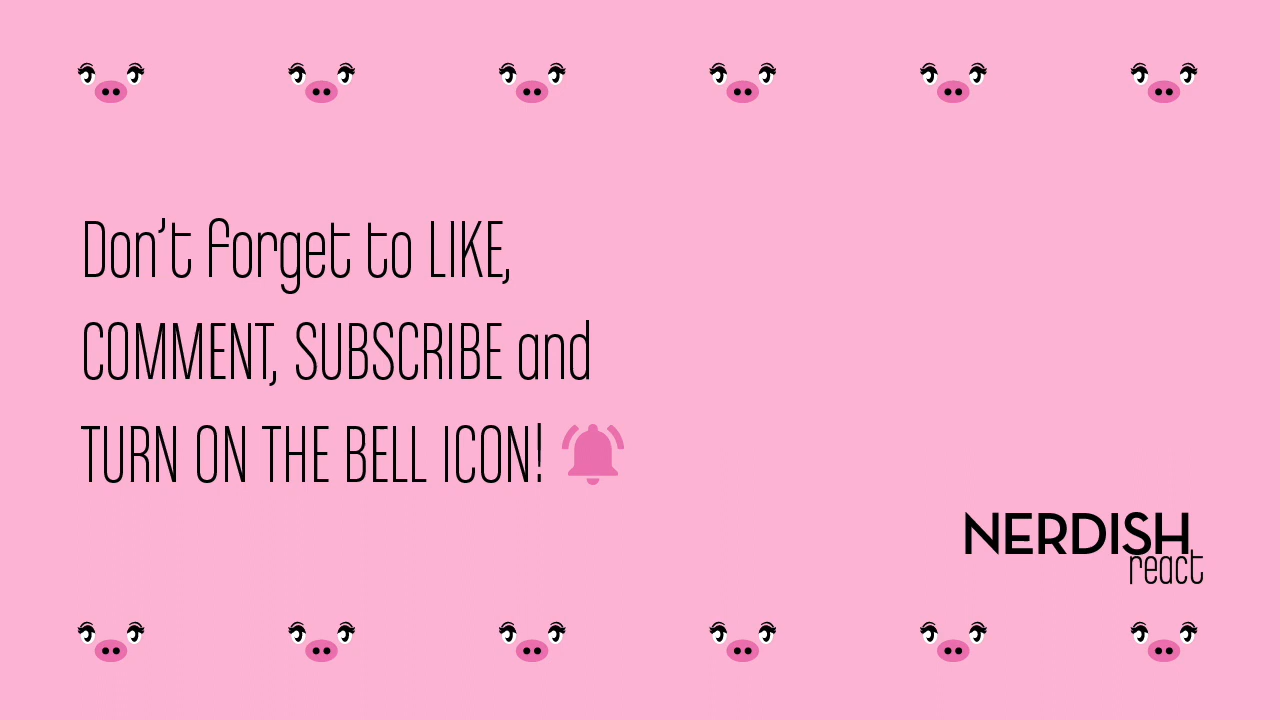 Don't forget to LIKE,
COMMENT, SUBSCRIBE and
TURN ON THE BELL ICON!
NERDISH
react